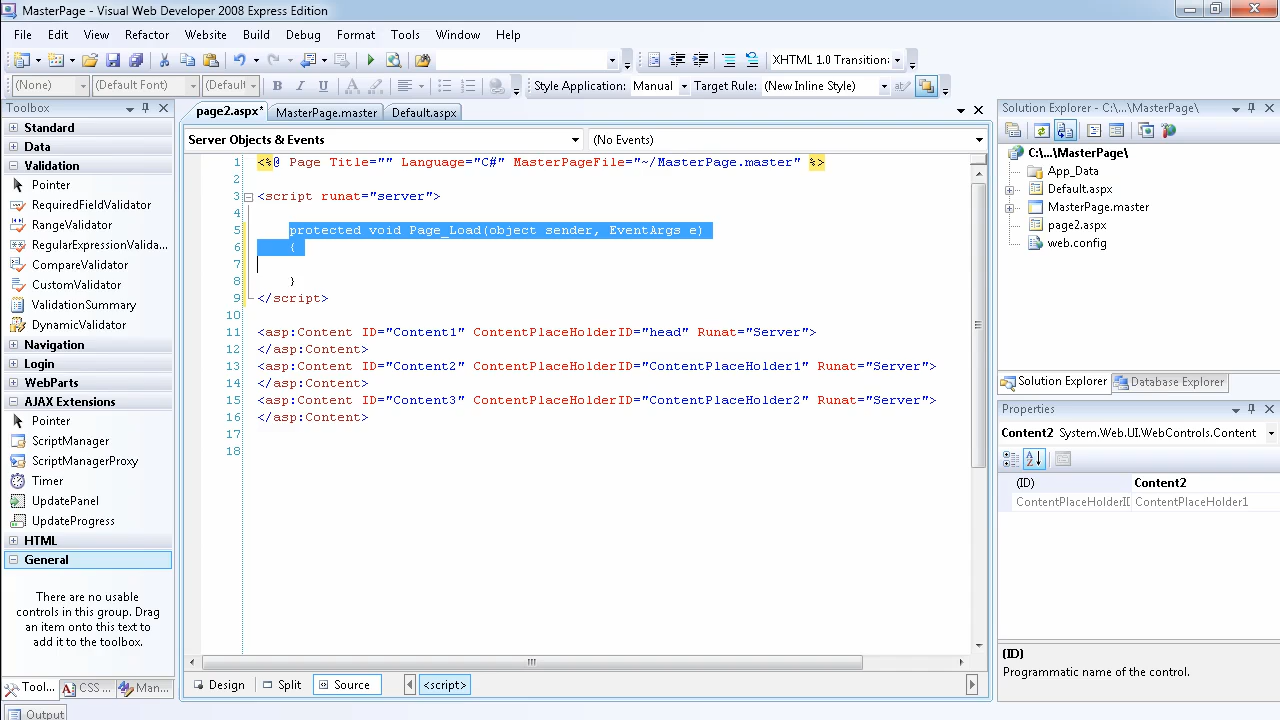 MasterPage - Visual Web Developer 2008 Express Edition
File Edit View Refactor Website Build Debug Format Tools Window Help
XHTML 1.0 Transition:
(None) (Default Font) (Default B I U A Style Application: Manual Target Rule: (New Inline Style)
Toolbox
Standard
Data
Validation
Pointer
RequiredFieldValidator
RangeValidator
RegularExpressionValida...
CompareValidator
CustomValidator
ValidationSummary
DynamicValidator
Navigation
Login
WebParts
AJAX Extensions
Pointer
ScriptManager
ScriptManagerProxy
Timer
UpdatePanel
UpdateProgress
HTML
General
There are no usable
controls in this group. Drag
an item onto this text to
add it to the toolbox.
Tool... CSS ... Man...
Output
page2.aspx* MasterPage.master Default.aspx
Server Objects & Events (No Events)
1 <%@ Page Title="" Language="C#" MasterPageFile="~/MasterPage.master" %>
2
3 <script runat="server">
4
5 protected void Page_Load(object sender, EventArgs e)
6 {
7
8 }
9 </script>
10
11 <asp:Content ID="Content1" ContentPlaceHolderID="head" Runat="Server">
12 </asp:Content>
13 <asp:Content ID="Content2" ContentPlaceHolderID="ContentPlaceHolder1" Runat="Server">
14 </asp:Content>
15 <asp:Content ID="Content3" ContentPlaceHolderID="ContentPlaceHolder2" Runat="Server">
16 </asp:Content>
17
18
Design Split Source <script>
Solution Explorer - C:\...\MasterPage\
C:\...\MasterPage\
App_Data
Default.aspx
MasterPage.master
page2.aspx
web.config
Solution Explorer Database Explorer
Properties
Content2 System.Web.UI.WebControls.Content
(ID) Content2
ContentPlaceHolderID ContentPlaceHolder1
(ID)
Programmatic name of the control.